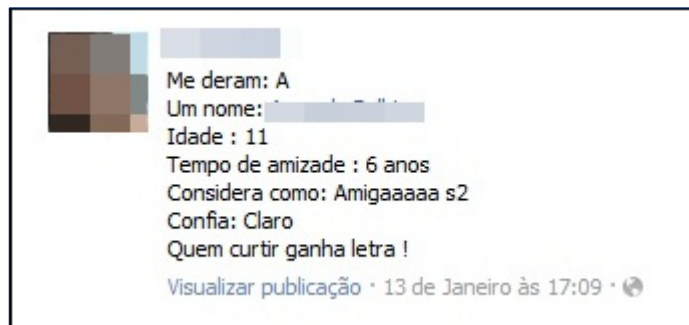 Me deram: A
Um nome:
Idade : 11
Tempo de amizade : 6 anos
Considera como: Amigaaaaa s2
Confia: Claro
Quem curtir ganha letra !
Visualizar publicação · 13 de Janeiro às 17:09 ·